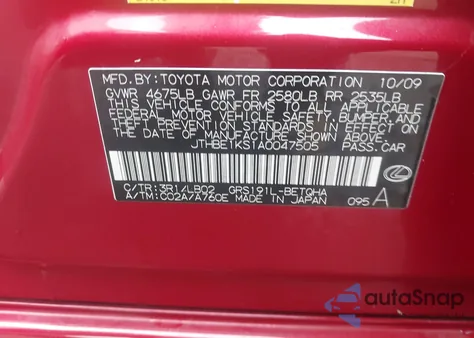 MFD.BY:TOYOTA MOTOR CORPORATION 10/09
GVWR 4675LB GAWR FR 2580LB RR 2535LB
THIS VEHICLE CONFORMS TO ALL APPLICABLE
FEDERAL MOTOR VEHICLE SAFETY, BUMPER, AND
THEFT PREVENTION STANDARDS IN EFFECT ON THE DATE OF
MANUFACTURE SHOWN ABOVE.
JTHBE1KS1A0047505 PASS.CAR
C/TR:3R1/LB02 GRS191L-BETQHA
A/TM:C02A/A760E MADE IN JAPAN 095 A
autoSnap